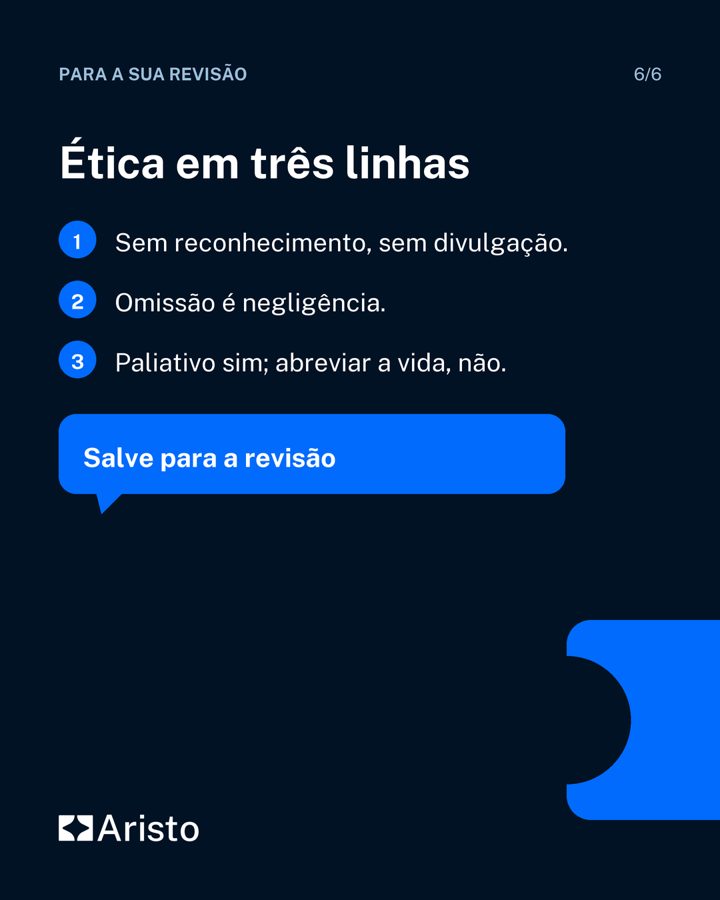 PARA A SUA REVISÃO
6/6
Ética em três linhas
1 Sem reconhecimento, sem divulgação.
2 Omissão é negligência.
3 Paliativo sim; abreviar a vida, não.
Salve para a revisão
Aristo